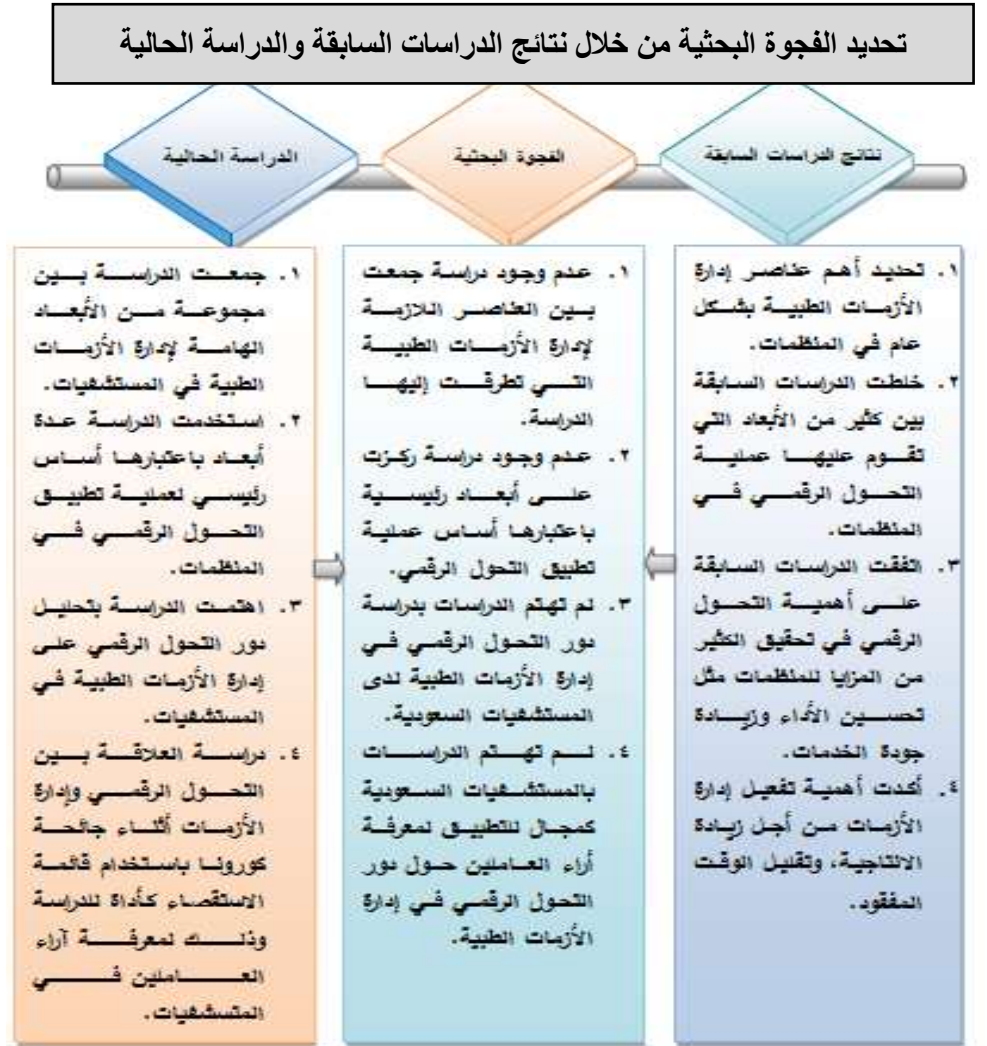 تحديد الفجوة البحثية من خلال نتائج الدراسات السابقة والدراسة الحالية
نتائج الدراسات السابقة
الفجوة البحثية
الدراسة الحالية
١. تحديد أهم عناصر إدارة
الأزمات الطبية بشكل
عام في المنظمات.
٢. خلطت الدراسات السابقة
بين كثير من الأبعاد التي
تقوم عليها عملية
التحول الرقمي في
المنظمات.
٣. اتفقت الدراسات السابقة
على أهمية التحول
الرقمي في تحقيق الكثير
من المزايا للمنظمات مثل
تحسين الأداء وزيادة
جودة الخدمات.
٤. أكدت أهمية تفعيل إدارة
الأزمات من أجل زيادة
الانتاجية، وتقليل الوقت
المفقود.
١. عدم وجود دراسة جمعت
بين العناصر اللازمة
لإدارة الأزمات الطبية
التي تطرقت إليها
الدراسة.
٢. عدم وجود دراسة ركزت
على أبعاد رئيسية
باعتبارها أساس عملية
تطبيق التحول الرقمي.
٣. لم تهتم الدراسات بدراسة
دور التحول الرقمي في
إدارة الأزمات الطبية لدى
المستشفيات السعودية.
٤. لم تهتم الدراسات
بالمستشفيات السعودية
كمجال للتطبيق لمعرفة
أراء العاملين حول دور
التحول الرقمي في إدارة
الأزمات الطبية.
١. جمعت الدراسة بين
مجموعة من الأبعاد
الهامة لإدارة الأزمات
الطبية في المستشفيات.
٢. استخدمت الدراسة عدة
أبعاد باعتبارها أساس
رئيسي لعملية تطبيق
التحول الرقمي في
المنظمات.
٣. اهتمت الدراسة بتحليل
دور التحول الرقمي على
إدارة الأزمات الطبية في
المستشفيات.
٤. دراسة العلاقة بين
التحول الرقمي وإدارة
الأزمات أثناء جائحة
كورونا باستخدام قائمة
الاستقصاء كأداة للدراسة
وذلك لمعرفة آراء
العاملين في
المتسشفيات.